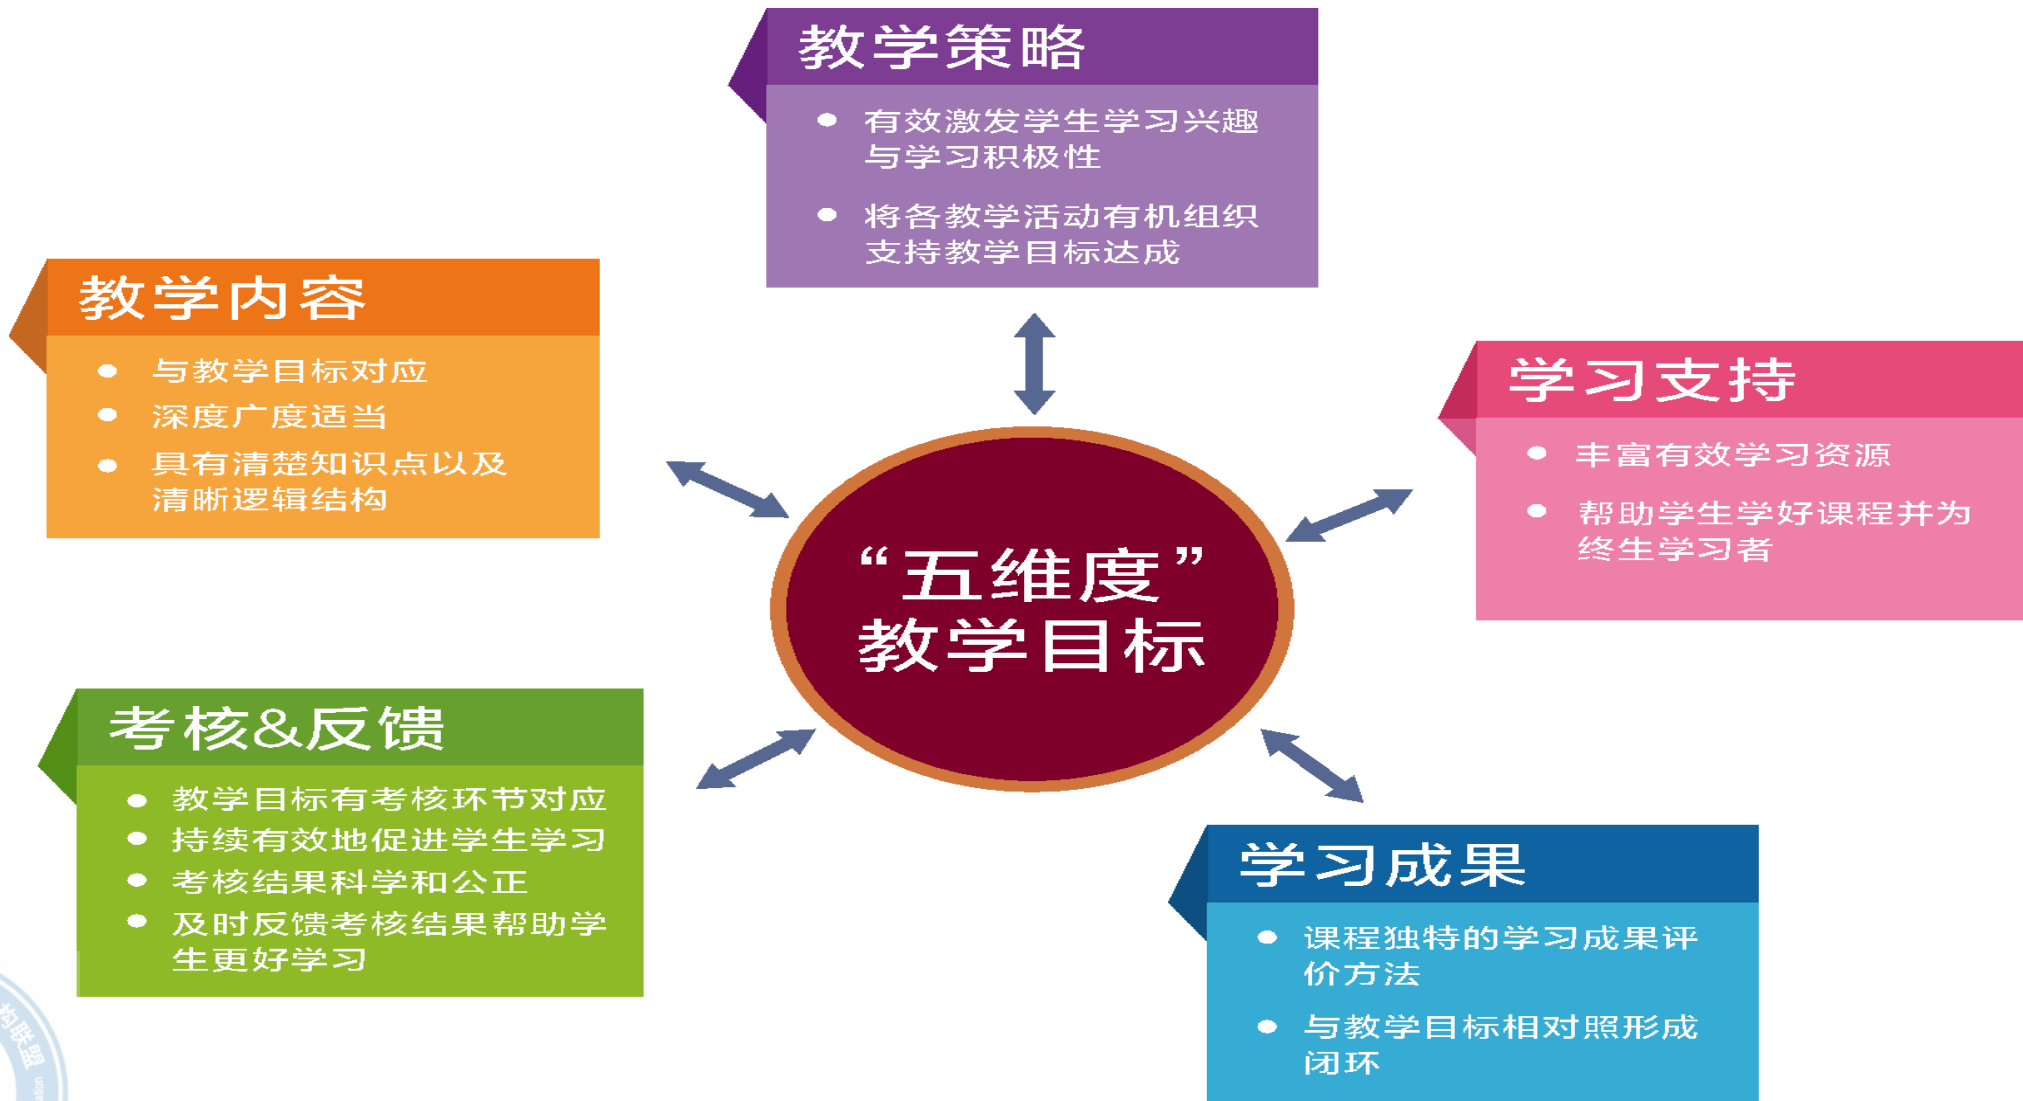 教学策略
有效激发学生学习兴趣
与学习积极性
将各教学活动有机组织
支持教学目标达成
教学内容
与教学目标对应
深度广度适当
具有清楚知识点以及
清晰逻辑结构
学习支持
丰富有效学习资源
帮助学生学好课程并为
终生学习者
“五维度”
教学目标
考核&反馈
教学目标有考核环节对应
持续有效地促进学生学习
考核结果科学和公正
及时反馈考核结果帮助学
生更好学习
学习成果
课程独特的学习成果评
价方法
与教学目标相对照形成
闭环
构联盟